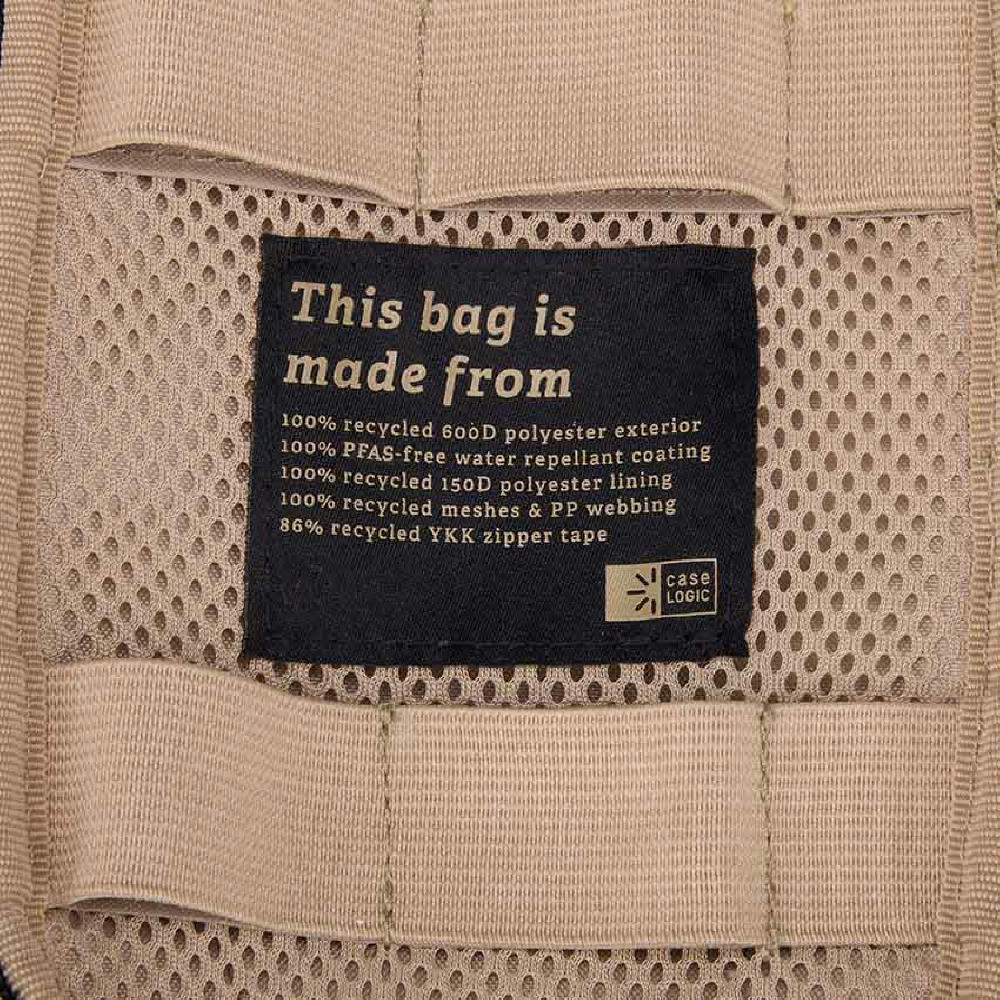 This bag is
made from
100% recycled 600D polyester exterior
100% PFAS-free water repellant coating
100% recycled 150D polyester lining
100% recycled meshes & PP webbing
86% recycled YKK zipper tape
case
LOGIC